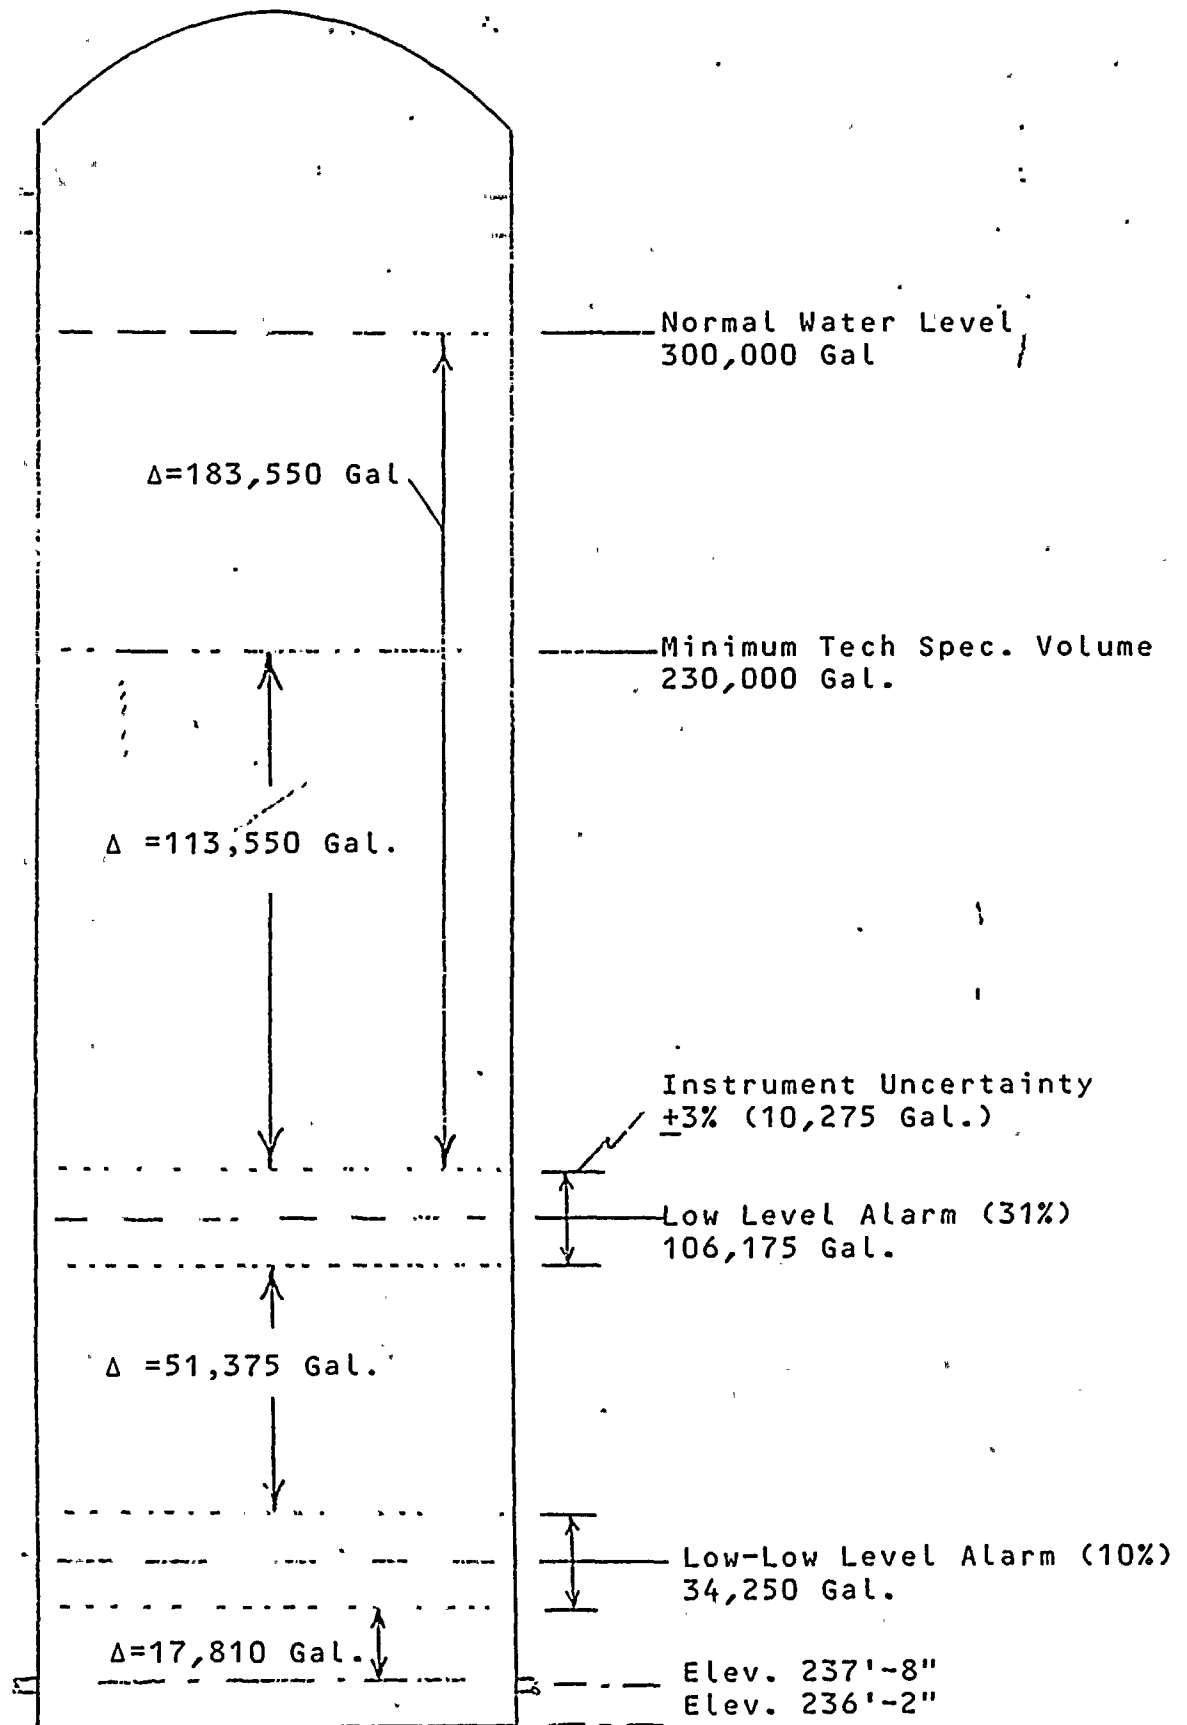 Normal Water Level
300,000 Gal
Δ=183,550 Gal
Minimum Tech Spec. Volume
230,000 Gal.
Δ =113,550 Gal.
Instrument Uncertainty
±3% (10,275 Gal.)
Low Level Alarm (31%)
106,175 Gal.
Δ =51,375 Gal.
Low-Low Level Alarm (10%)
34,250 Gal.
Δ=17,810 Gal.
Elev. 237'-8"
Elev. 236'-2"